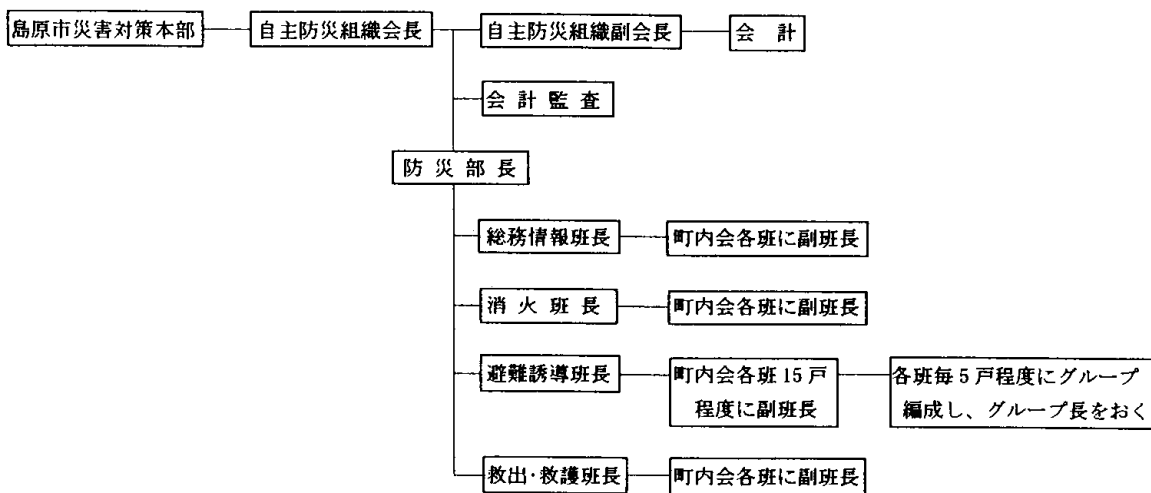 島原市災害対策本部
自主防災組織会長
自主防災組織副会長
会 計
会 計 監 査
防 災 部 長
総務情報班長
町内会各班に副班長
消 火 班 長
町内会各班に副班長
避難誘導班長
町内会各班 15 戸
程度に副班長
各班毎 5 戸程度にグループ
編成し、グループ長をおく
救出・救護班長
町内会各班に副班長